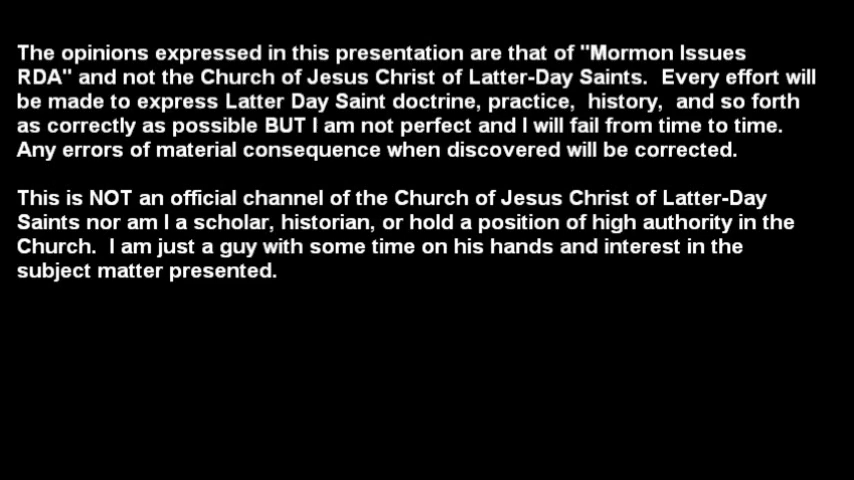 The opinions expressed in this presentation are that of "Mormon Issues
RDA" and not the Church of Jesus Christ of Latter-Day Saints.  Every effort will
be made to express Latter Day Saint doctrine, practice,  history,  and so forth
as correctly as possible BUT I am not perfect and I will fail from time to time.
Any errors of material consequence when discovered will be corrected.
This is NOT an official channel of the Church of Jesus Christ of Latter-Day
Saints nor am I a scholar, historian, or hold a position of high authority in the
Church.  I am just a guy with some time on his hands and interest in the
subject matter presented.